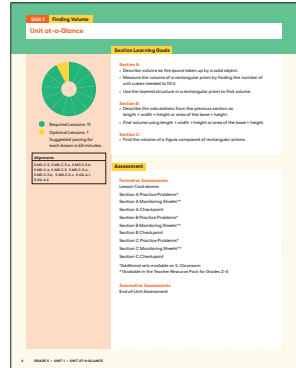 Unit 1 Finding Volume
Unit at-a-Glance
Section Learning Goals
Section A:
• Describe volume as the space taken up by a solid object.
• Measure the volume of a rectangular prism by finding the number of
unit cubes needed to fill it.
• Use the layered structure in a rectangular prism to find volume.
Section B:
• Describe the calculations from the previous section as
length × width × height or area of the base × height.
• Find volume using length × width × height or area of the base × height.
Section C:
• Find the volume of a figure composed of rectangular prisms.
Required Lessons: 11
Optional Lessons: 1
Suggested pacing for
each lesson is 60 minutes.
Alignments
Assessment
Formative Assessments
Lesson Cool-downs
Section A Practice Problems*
Section A Monitoring Sheets**
Section A Checkpoint
Section B Practice Problems*
Section B Monitoring Sheets**
Section B Checkpoint
Section C Practice Problems*
Section C Monitoring Sheets**
Section C Checkpoint
*Additional sets available on IL Classroom
**Available in the Teacher Resource Pack for Grades 2–5
Summative Assessments
End-of-Unit Assessment
GRADE 5 • UNIT 1 • UNIT AT-A-GLANCE